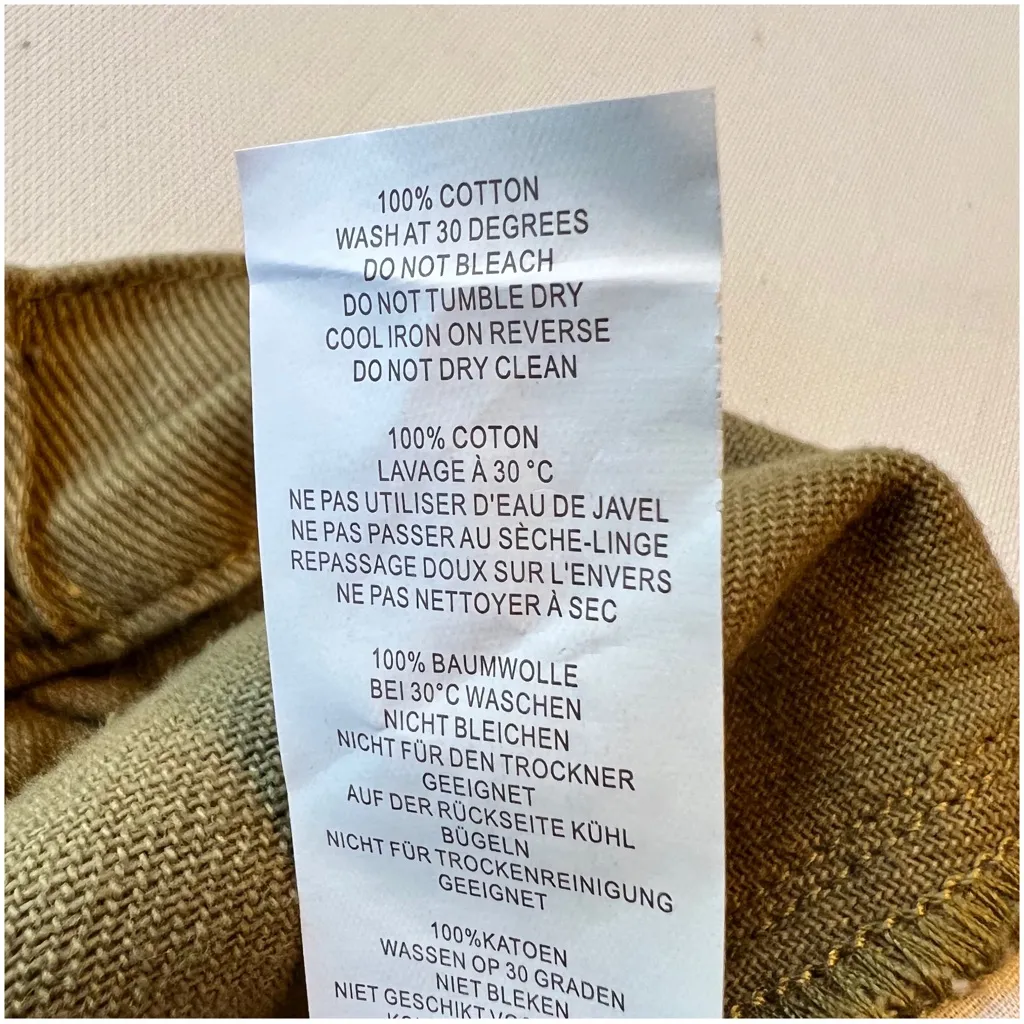 100% COTTON
WASH AT 30 DEGREES
DO NOT BLEACH
DO NOT TUMBLE DRY
COOL IRON ON REVERSE
DO NOT DRY CLEAN
100% COTON
LAVAGE À 30 °C
NE PAS UTILISER D'EAU DE JAVEL
NE PAS PASSER AU SÈCHE-LINGE
REPASSAGE DOUX SUR L'ENVERS
NE PAS NETTOYER À SEC
100% BAUMWOLLE
BEI 30°C WASCHEN
NICHT BLEICHEN
NICHT FÜR DEN TROCKNER
GEEIGNET
AUF DER RÜCKSEITE KÜHL
BÜGELN
NICHT FÜR TROCKENREINIGUNG
GEEIGNET
100%KATOEN
WASSEN OP 30 GRADEN
NIET BLEKEN
NIET GESCHIKT